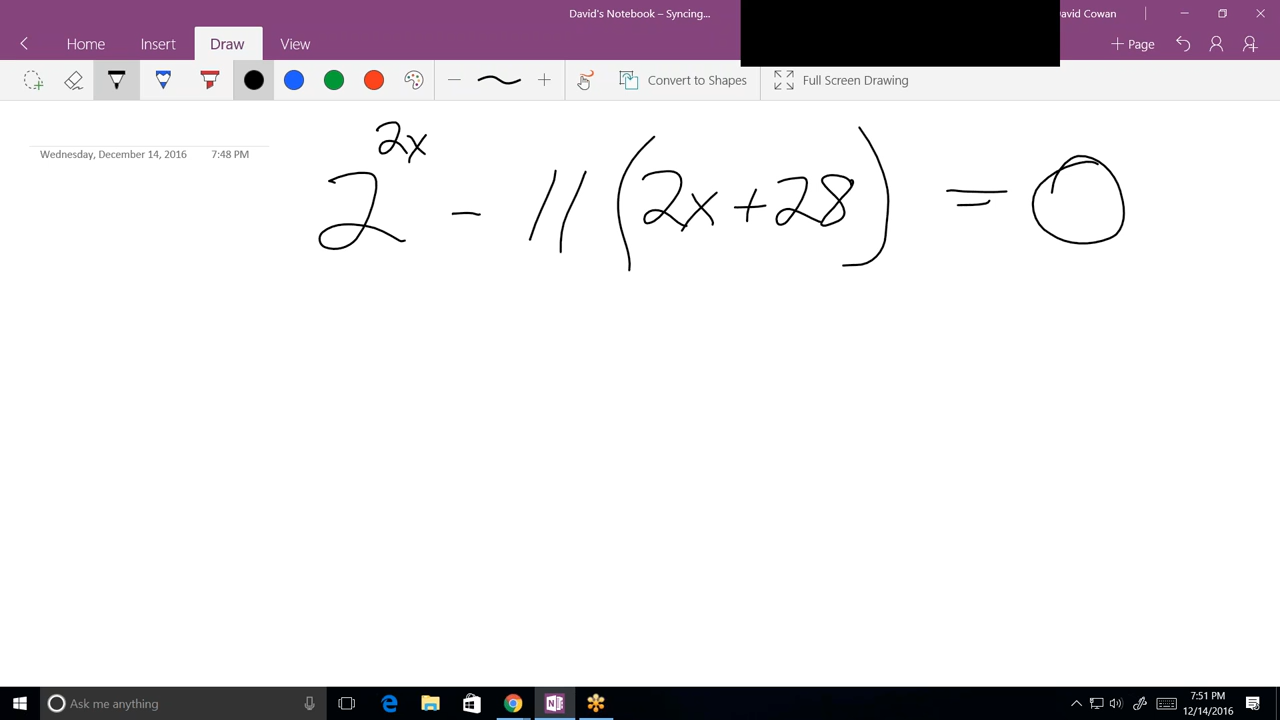 David's Notebook – Syncing...
avid Cowan
Home Insert Draw View
Page
Convert to Shapes Full Screen Drawing
Wednesday, December 14, 2016 7:48 PM
2^{2x} - 11(2x+28) = 0
Ask me anything
N
7:51 PM
12/14/2016